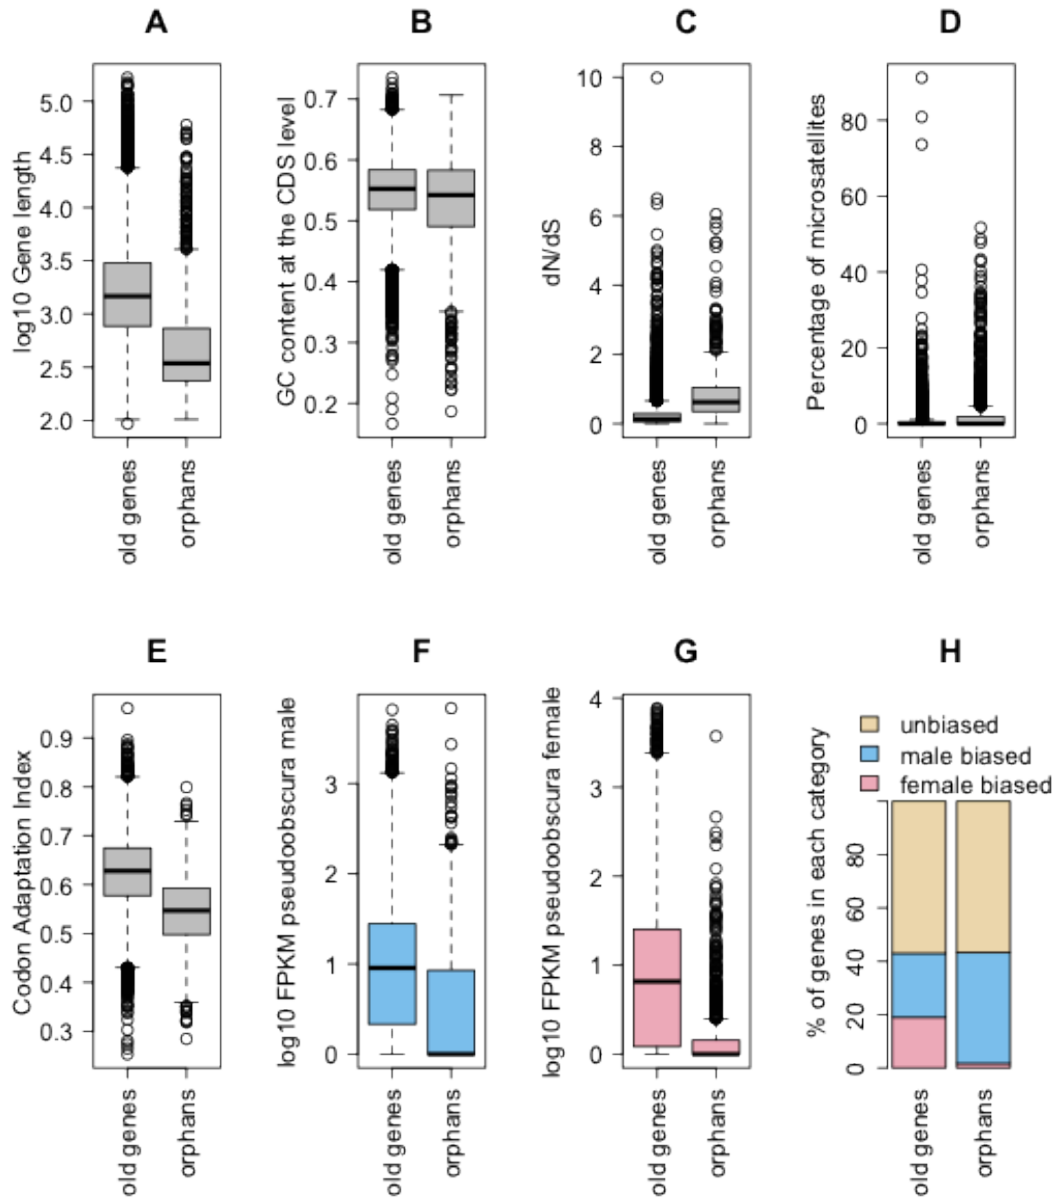 A
log10 Gene length
5.0
4.5
4.0
3.5
3.0
2.5
2.0
old genes
orphans
B
GC content at the CDS level
0.7
0.6
0.5
0.4
0.3
0.2
old genes
orphans
C
dN/dS
10
8
6
4
2
0
old genes
orphans
D
Percentage of microsatellites
80
60
40
20
0
old genes
orphans
E
Codon Adaptation Index
0.9
0.8
0.7
0.6
0.5
0.4
0.3
old genes
orphans
F
log10 FPKM pseudoobscura male
3
2
1
0
old genes
orphans
G
log10 FPKM pseudoobscura female
4
3
2
1
0
old genes
orphans
H
unbiased
male biased
female biased
% of genes in each category
80
60
40
20
0
old genes
orphans